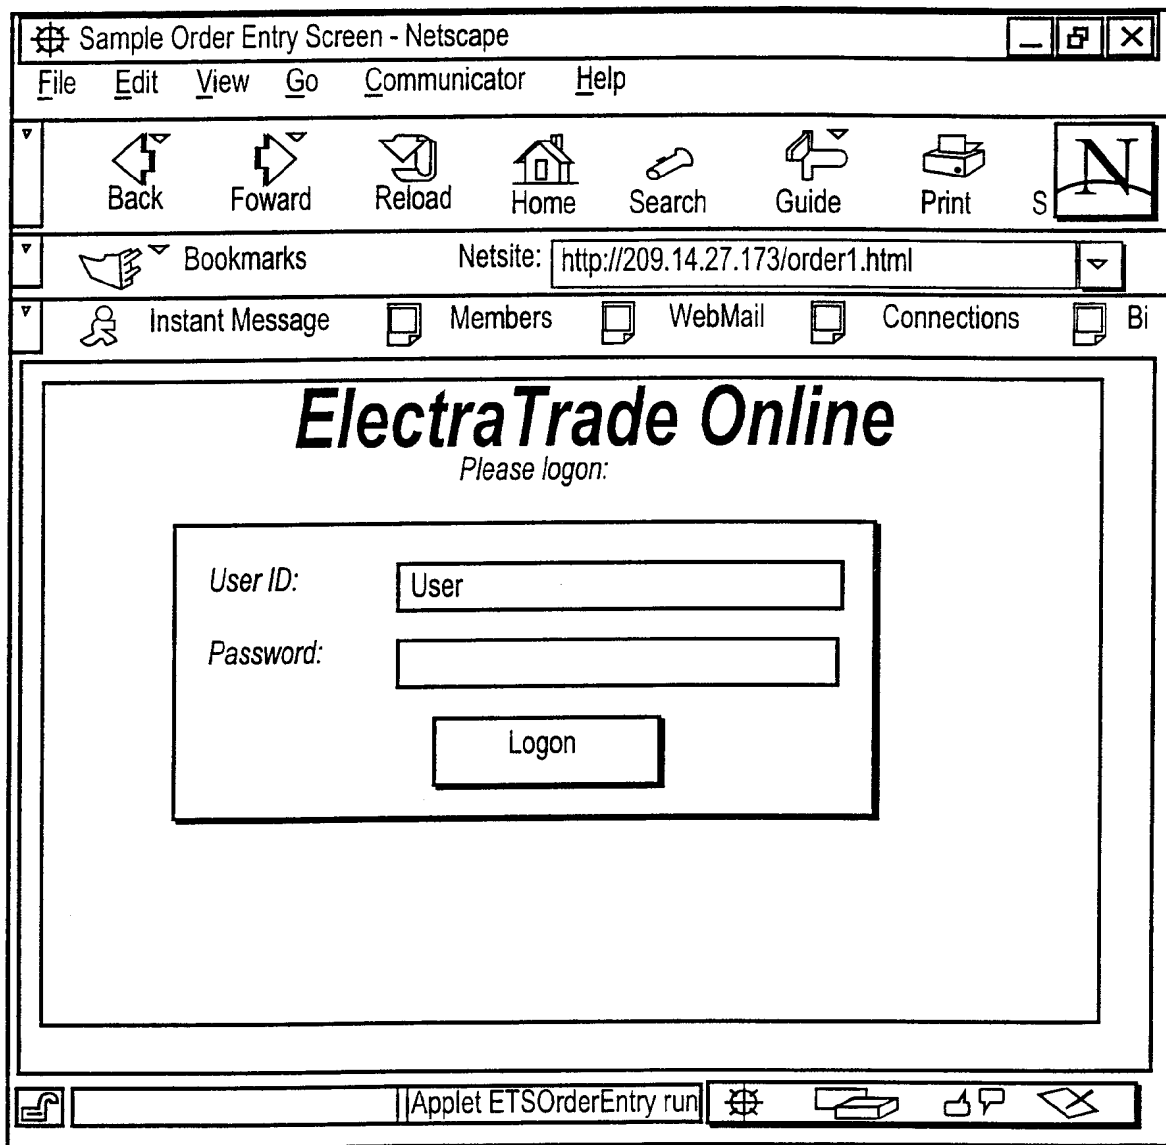 Sample Order Entry Screen - Netscape
File Edit View Go Communicator Help
Back Foward Reload Home Search Guide Print S N
Bookmarks Netsite: http://209.14.27.173/order1.html
Instant Message Members WebMail Connections Bi
ElectraTrade Online
Please logon:
User ID: User
Password:
Logon
Applet ETSOrderEntry run